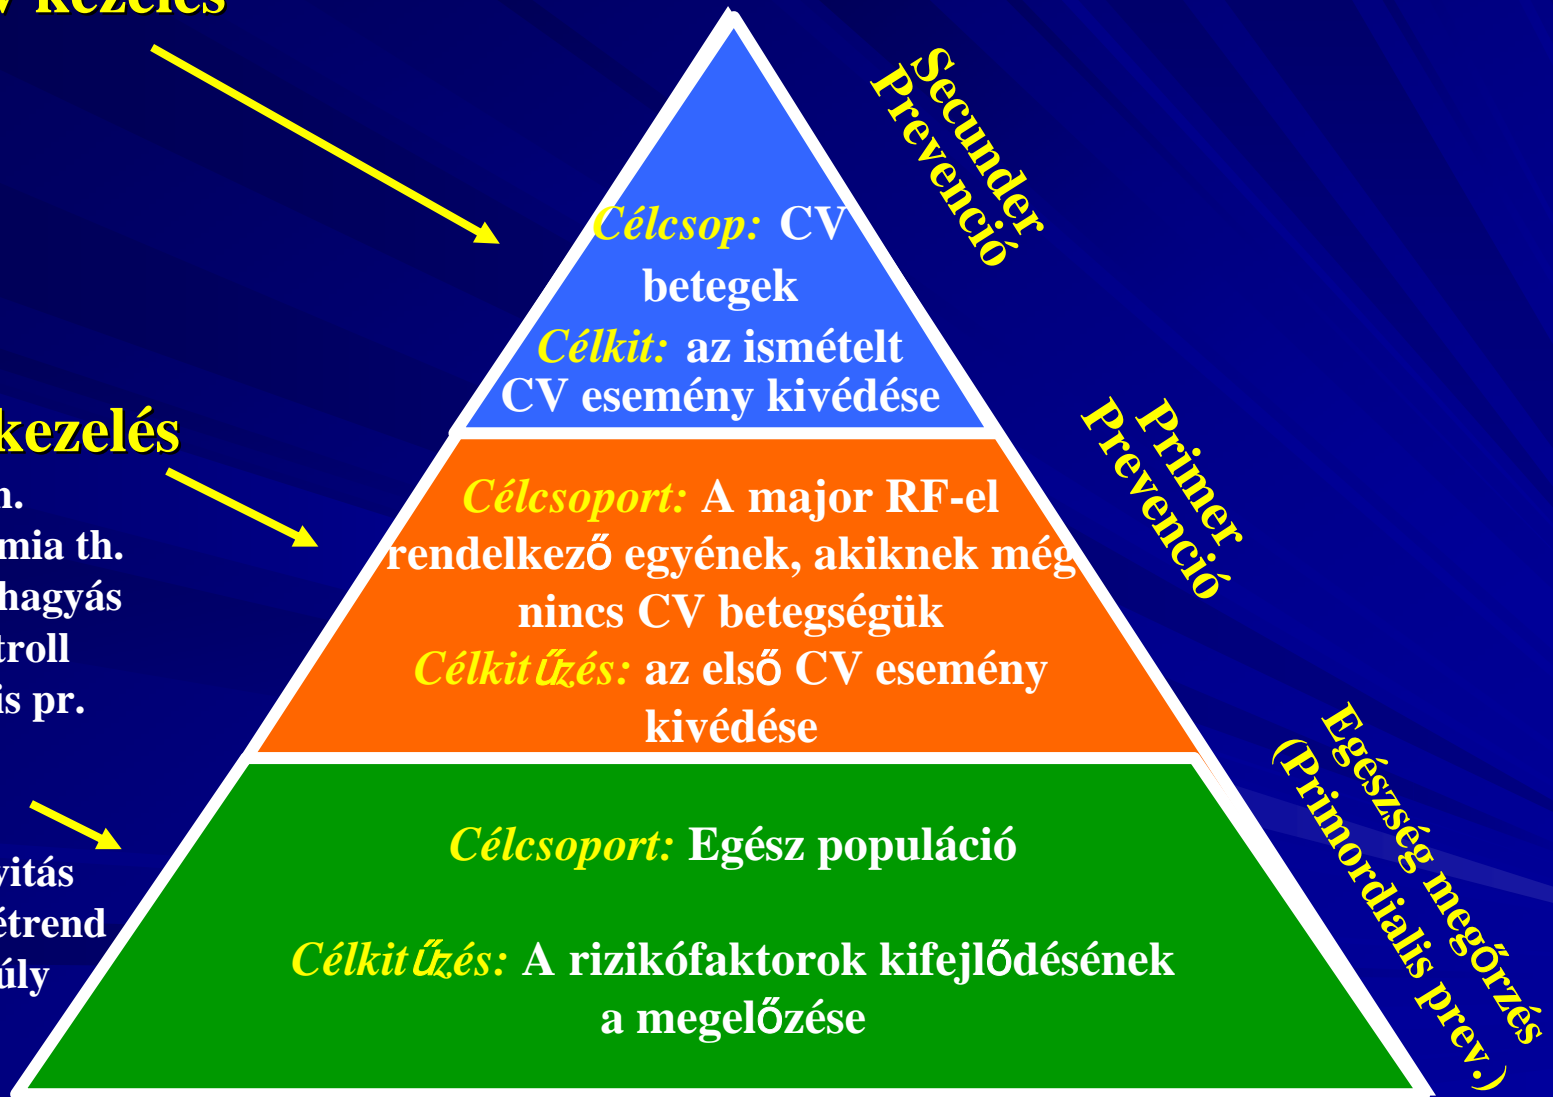 kezelés
Secunder
Prevenció
Célcsop: CV
betegek
Célkit: az ismételt
CV esemény kivédése
kezelés
mia th.
hagyás
troll
is pr.
Primer
Prevenció
Célcsoport: A major RF-el
rendelkező egyének, akiknek még
nincs CV betegségük
Célkitűzés: az első CV esemény
kivédése
yitás
étrend
úly
Egészség megőrzés
(Primordialis prev.)
Célcsoport: Egész populáció
Célkitűzés: A rizikófaktorok kifejlődésének
a megelőzése